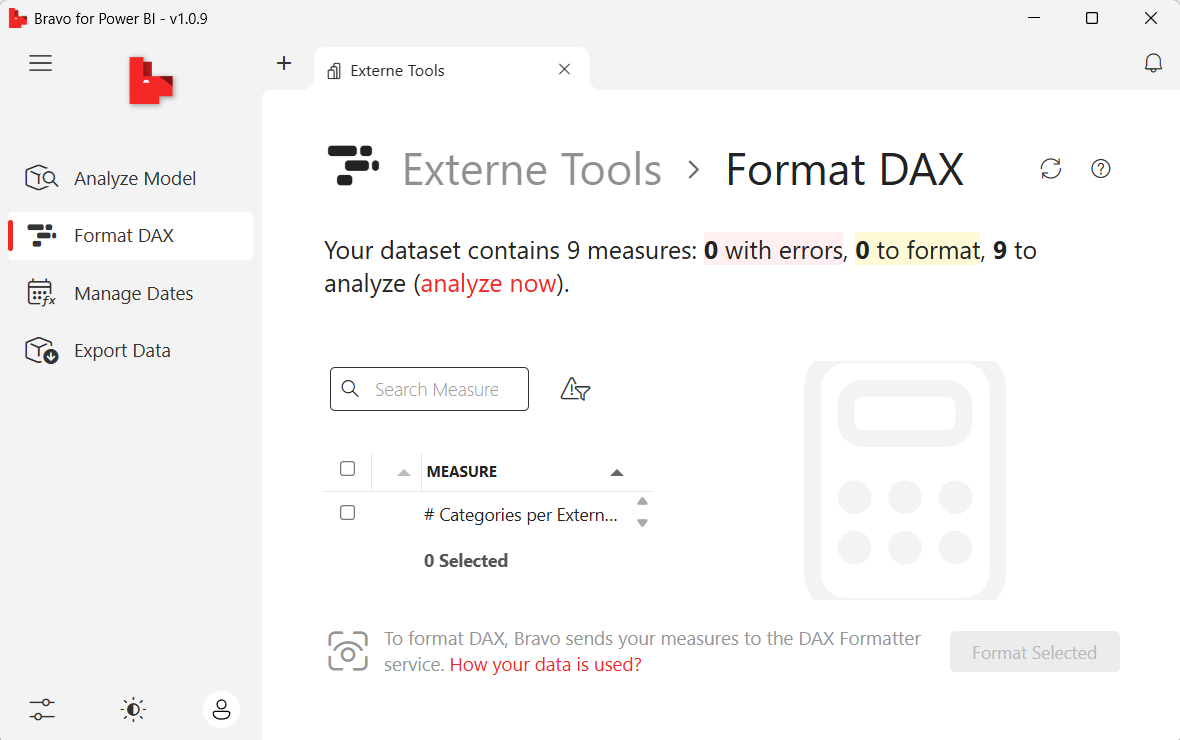 Bravo for Power BI - v1.0.9
Externe Tools
Analyze Model
Format DAX
Manage Dates
Export Data
Externe Tools > Format DAX
Your dataset contains 9 measures: 0 with errors, 0 to format, 9 to
analyze (analyze now).
Search Measure
MEASURE
# Categories per Extern...
0 Selected
To format DAX, Bravo sends your measures to the DAX Formatter
service. How your data is used?
Format Selected